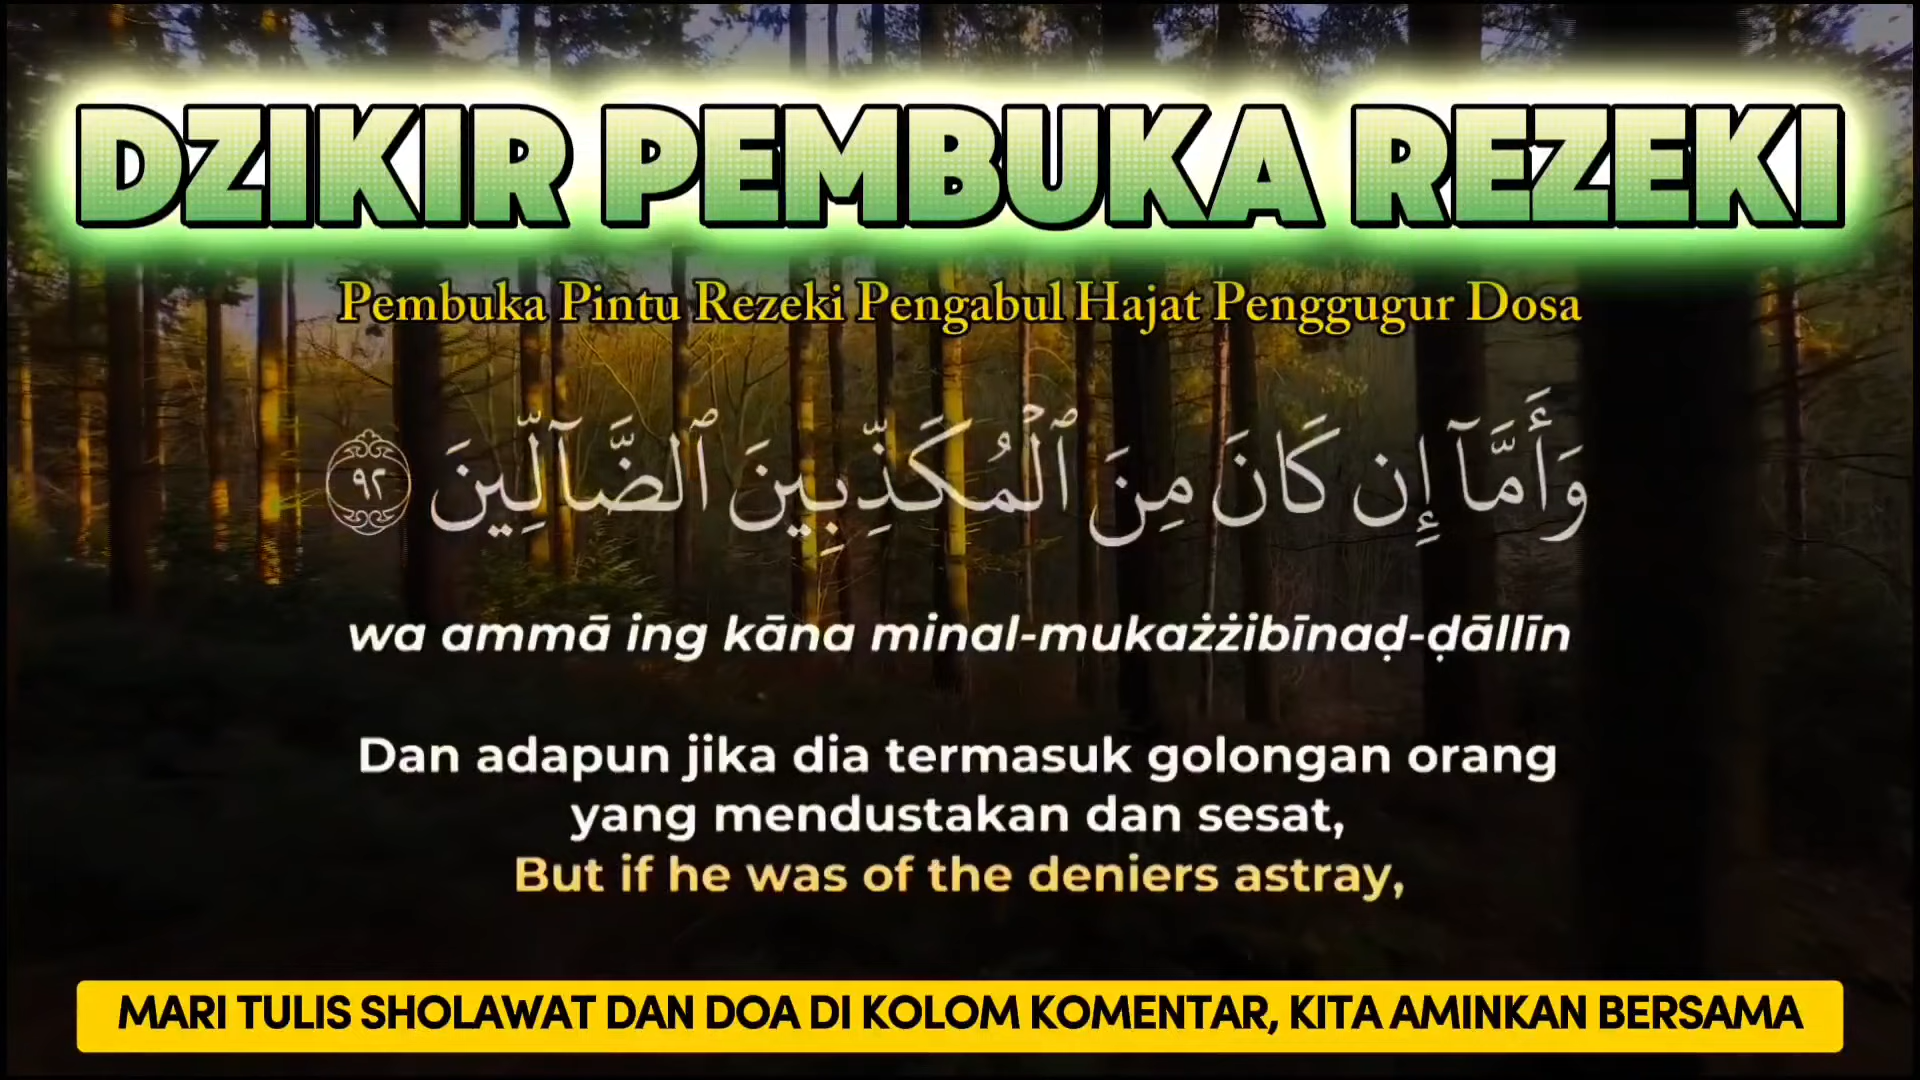 DZIKIR PEMBUKA REZEKI
Pembuka Pintu Rezeki Pengabul Hajat Penggugur Dosa
وَأَمَّآ إِن كَانَ مِنَ ٱلْمُكَذِّبِينَ ٱلضَّآلِّينَ ٩٢
wa ammā ing kāna minal-mukażżibīnaḍ-ḍāllīn
Dan adapun jika dia termasuk golongan orang
yang mendustakan dan sesat,
But if he was of the deniers astray,
MARI TULIS SHOLAWAT DAN DOA DI KOLOM KOMENTAR, KITA AMINKAN BERSAMA